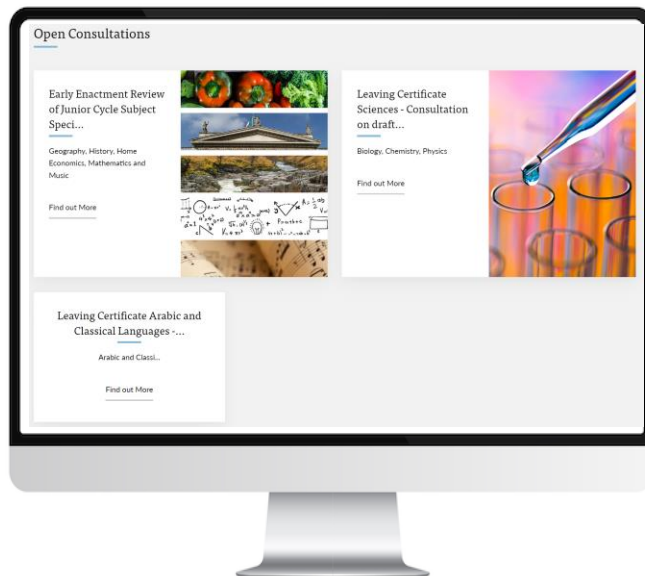 Open Consultations
Early Enactment Review
of Junior Cycle Subject
Speci...
Geography, History, Home
Economics, Mathematics and
Music
Find out More
Leaving Certificate
Sciences - Consultation
on draft...
Biology, Chemistry, Physics
Find out More
Leaving Certificate Arabic and
Classical Languages -...
Arabic and Classi...
Find out More